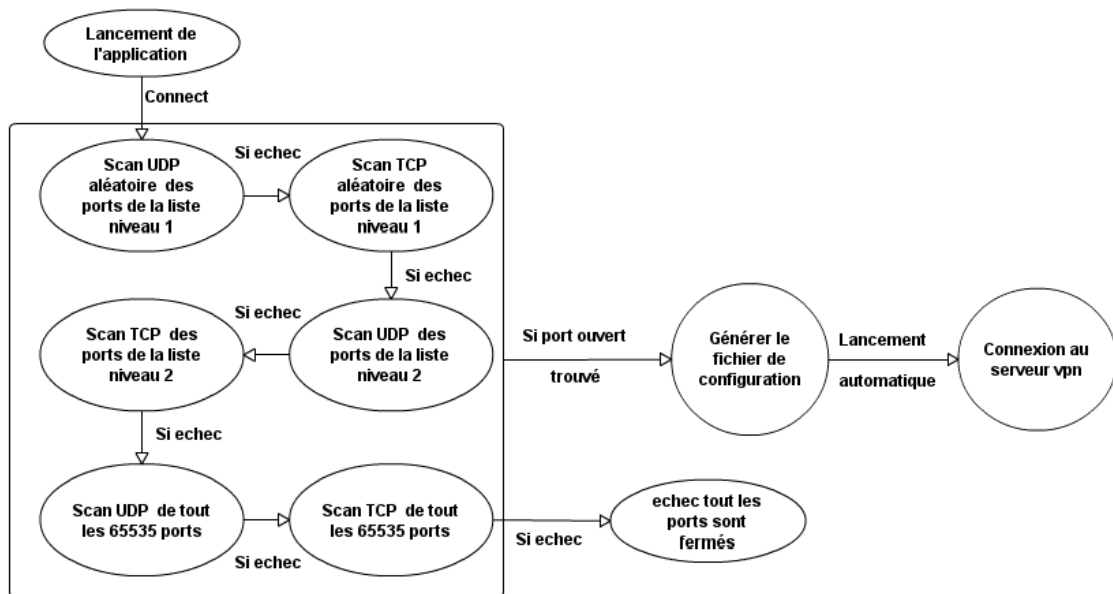 Lancement de
l'application
Connect
Scan UDP
aléatoire des
ports de la liste
niveau 1
Si echec
Scan TCP
aléatoire des
ports de la liste
niveau 1
Si echec
Scan UDP des
ports de la liste
niveau 2
Si echec
Scan TCP des
ports de la liste
niveau 2
Si echec
Scan UDP de tout
les 65535 ports
Si echec
Scan TCP de tout
les 65535 ports
Si echec
echec tout les
ports sont
fermés
Si port ouvert
trouvé
Générer le
fichier de
configuration
Lancement
automatique
Connexion au
serveur vpn